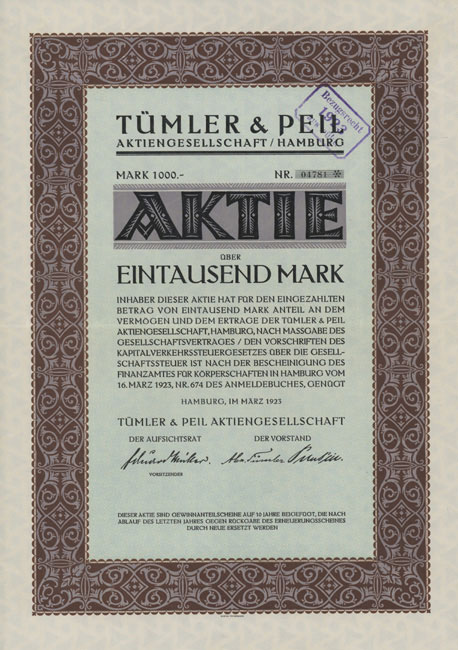 TÜMLER & PEIL
AKTIENGESELLSCHAFT / HAMBURG
Bezugsrecht
1923
MARK 1000.- NR. 04781 ✻
AKTIE
ÜBER
EINTAUSEND MARK
INHABER DIESER AKTIE HAT FÜR DEN EINGEZAHLTEN
BETRAG VON EINTAUSEND MARK ANTEIL AN DEM
VERMÖGEN UND DEM ERTRAGE DER TÜMLER & PEIL
AKTIENGESELLSCHAFT, HAMBURG, NACH MASSGABE DES
GESELLSCHAFTSVERTRAGES / DEN VORSCHRIFTEN DES
KAPITALVERKEHRSSTEUERGESETZES ÜBER DIE GESELL-
SCHAFTSSTEUER IST NACH DER BESCHEINIGUNG DES
FINANZAMTES FÜR KÖRPERSCHAFTEN IN HAMBURG VOM
16. MÄRZ 1923, NR. 674 DES ANMELDEBUCHES, GENÜGT
HAMBURG, IM MÄRZ 1923
TÜMLER & PEIL AKTIENGESELLSCHAFT
DER AUFSICHTSRAT DER VORSTAND
VORSITZENDER
DIESER AKTIE SIND GEWINNANTEILSCHEINE AUF 10 JAHRE BEIGEFÜGT, DIE NACH
ABLAUF DES LETZTEN JAHRES GEGEN RÜCKGABE DES ERNEUERUNGSSCHEINES
DURCH NEUE ERSETZT WERDEN